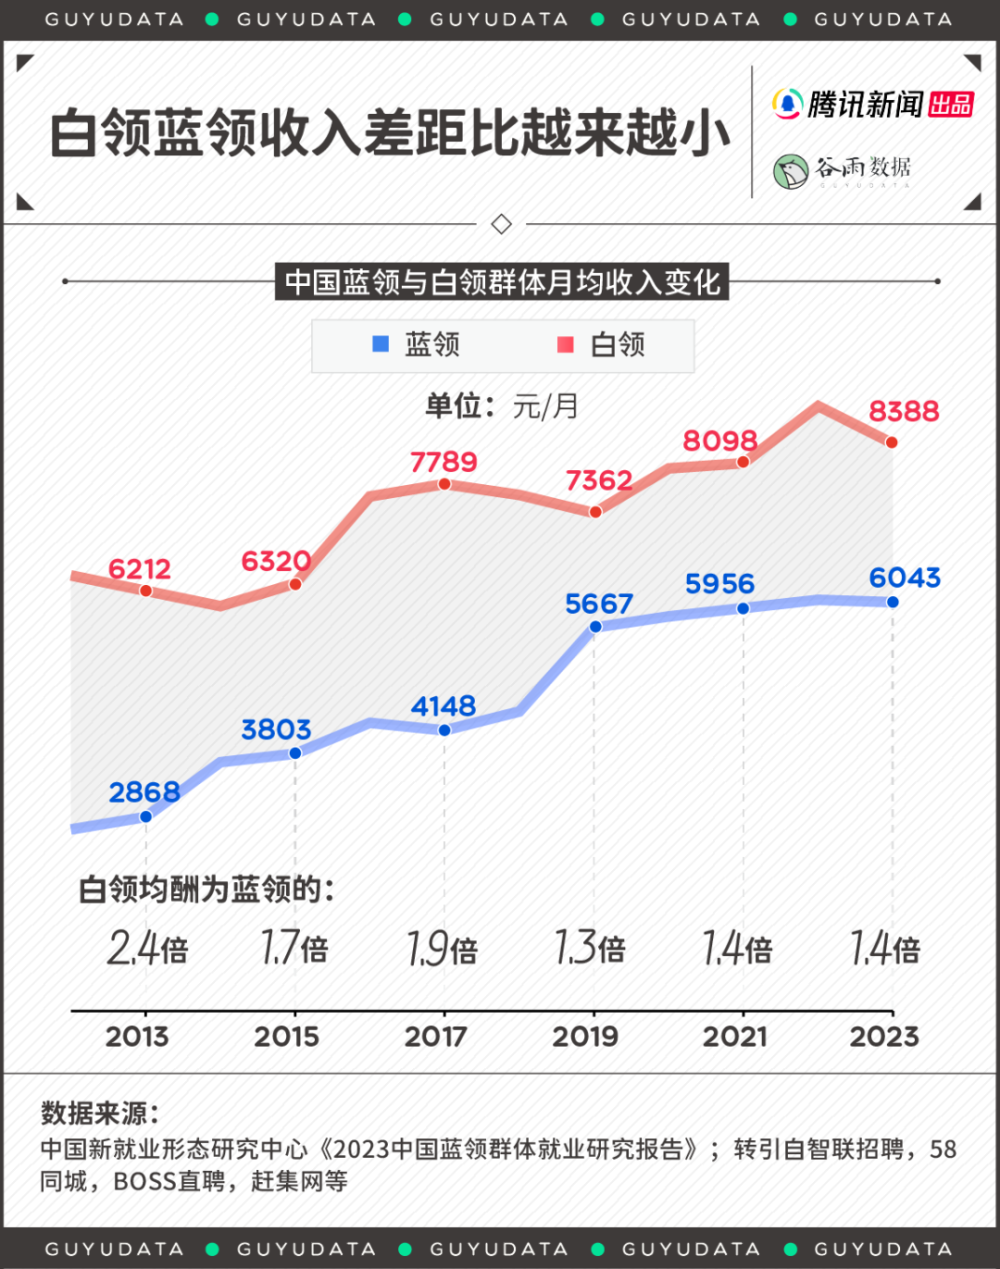 GUYUDATA GUYUDATA GUYUDATA GUYUDATA GUYUDATA
白领蓝领收入差距比越来越小
腾讯新闻 出品
谷雨数据
GUYUDATA
中国蓝领与白领群体月均收入变化
蓝领 白领
单位：元/月
8388
8098
7789
7362
6212
6320
6043
5956
5667
4148
3803
2868
白领均酬为蓝领的：
2.4倍 1.7倍 1.9倍 1.3倍 1.4倍 1.4倍
2013 2015 2017 2019 2021 2023
数据来源：
中国新就业形态研究中心《2023中国蓝领群体就业研究报告》；转引自智联招聘，58
同城，BOSS直聘，赶集网等
GUYUDATA GUYUDATA GUYUDATA GUYUDATA GUYUDATA